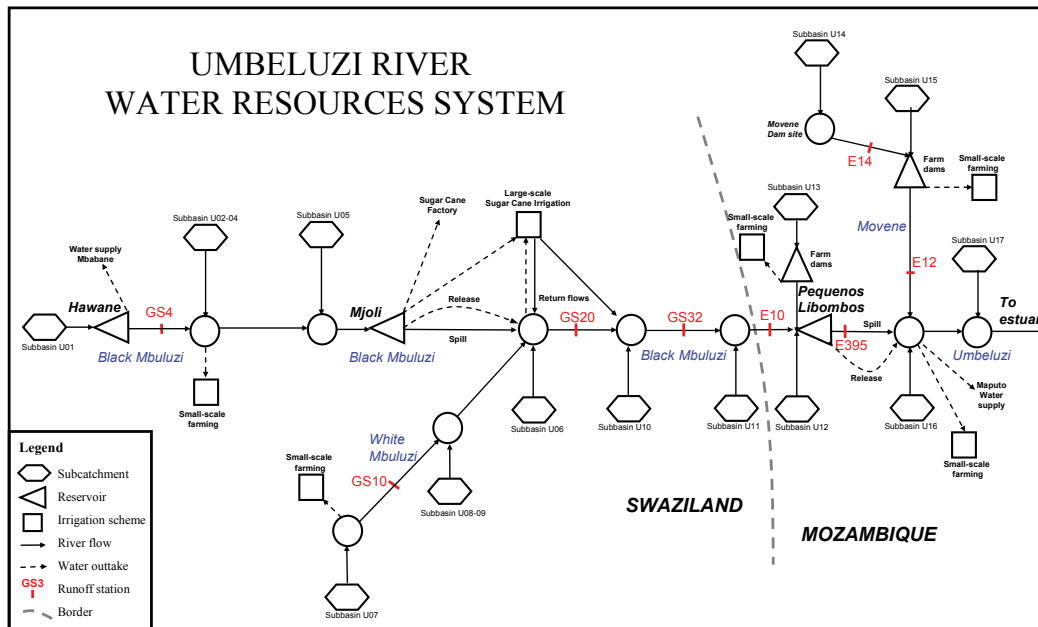 UMBELUZI RIVER
WATER RESOURCES SYSTEM
Subbasin U14
Subbasin U15
Movene
Dam site
E14
Farm
dams
Small-scale
farming
Subbasin U13
Small-scale
farming
Farm
dams
Movene
Subbasin U17
E12
Sugar Cane
Factory
Large-scale
Sugar Cane Irrigation
Subbasin U02-04
Subbasin U05
Water supply
Mbabane
Hawane
GS4
Mjoli
Release
Return flows
GS20
GS32
E10
Pequenos
Libombos
Spill
E395
To
estuar
Subbasin U01
Black Mbuluzi
Black Mbuluzi
Spill
Black Mbuluzi
Release
Umbeluzi
Maputo
Water
supply
Small-scale
farming
Subbasin U06
Subbasin U10
Subbasin U11
Subbasin U12
Subbasin U16
Small-scale
farming
White
Mbuluzi
Small-scale
farming
GS10
Subbasin U08-09
Subbasin U07
SWAZILAND
MOZAMBIQUE
Legend
Subcatchment
Reservoir
Irrigation scheme
River flow
Water outtake
GS3
Runoff station
Border